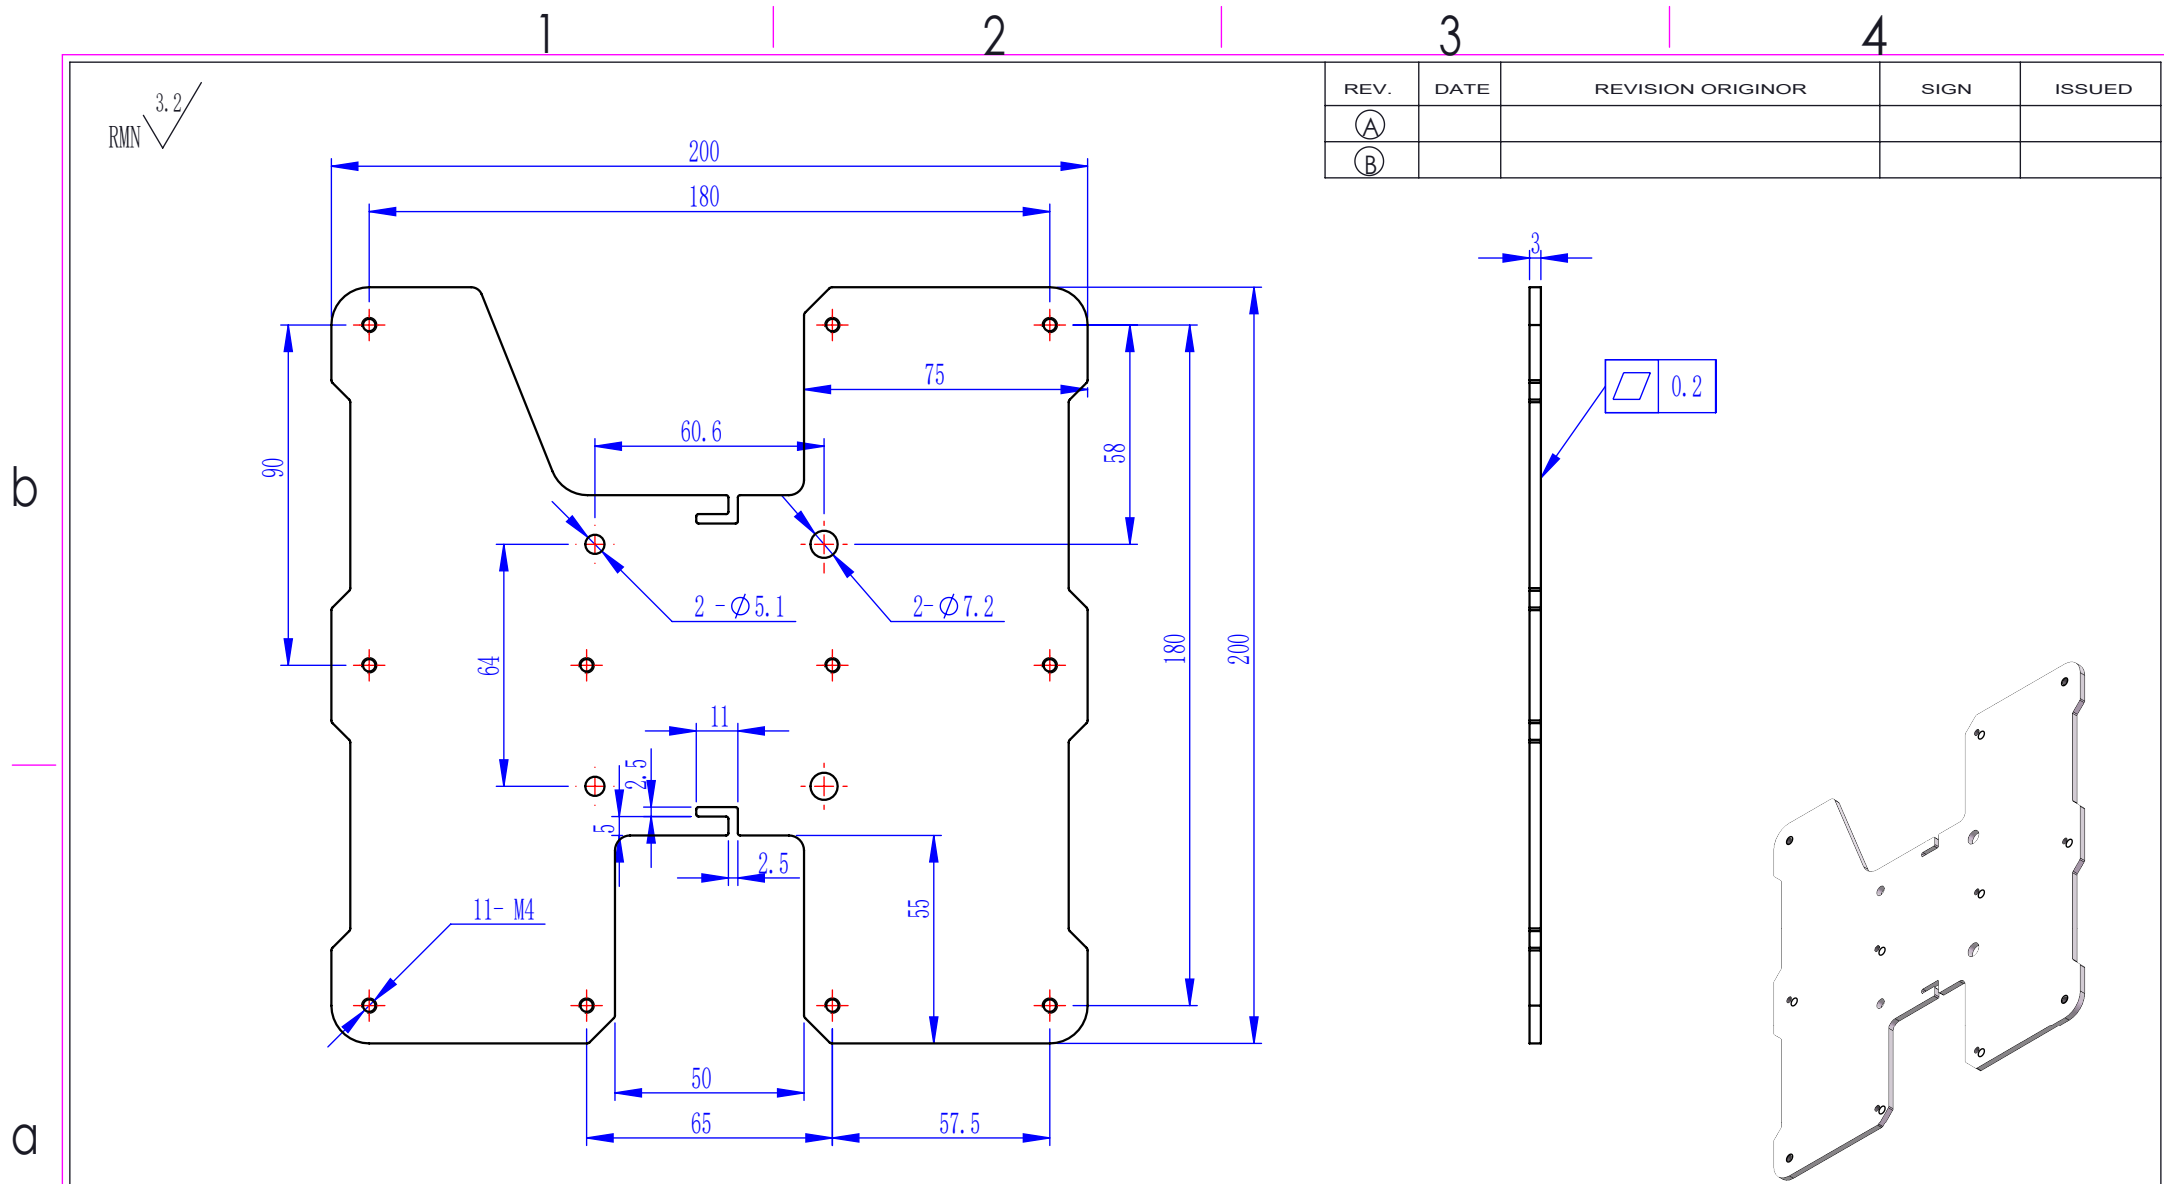 1 2 3 4
REV. DATE REVISION ORIGINOR SIGN ISSUED
A
B
RMN 3.2
200
180
3
75
0.2
60.6
58
90
b
2-Ø5.1 2-Ø7.2
64
180
200
11
2.5
5
2.5
55
11- M4
50
65 57.5
a